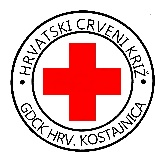 HRVATSKI CRVENI KRIŽ
GDCK HRV. KOSTAJNICA